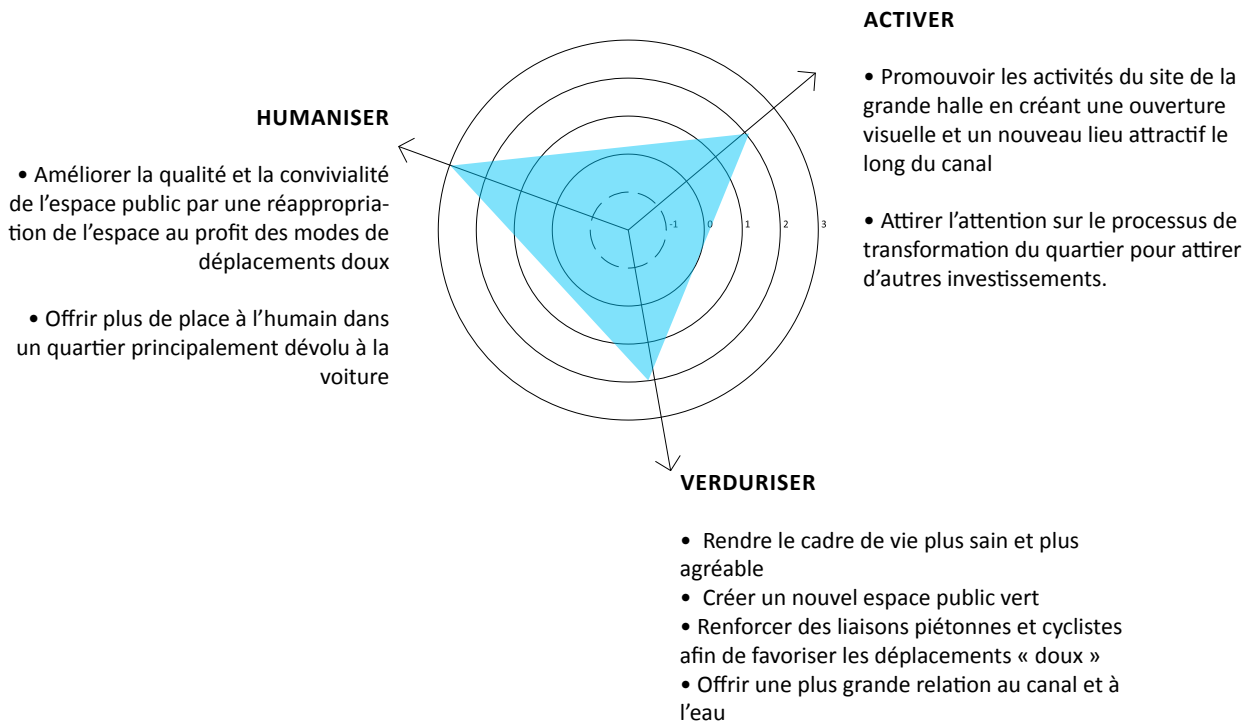 HUMANISER
• Améliorer la qualité et la convivialité
de l’espace public par une réappropria-
tion de l’espace au profit des modes de
déplacements doux
• Offrir plus de place à l’humain dans
un quartier principalement dévolu à la
voiture
-1 0 1 2 3
ACTIVER
• Promouvoir les activités du site de la
grande halle en créant une ouverture
visuelle et un nouveau lieu attractif le
long du canal
• Attirer l’attention sur le processus de
transformation du quartier pour attirer
d’autres investissements.
VERDURISER
• Rendre le cadre de vie plus sain et plus
agréable
• Créer un nouvel espace public vert
• Renforcer des liaisons piétonnes et cyclistes
afin de favoriser les déplacements « doux »
• Offrir une plus grande relation au canal et à
l’eau